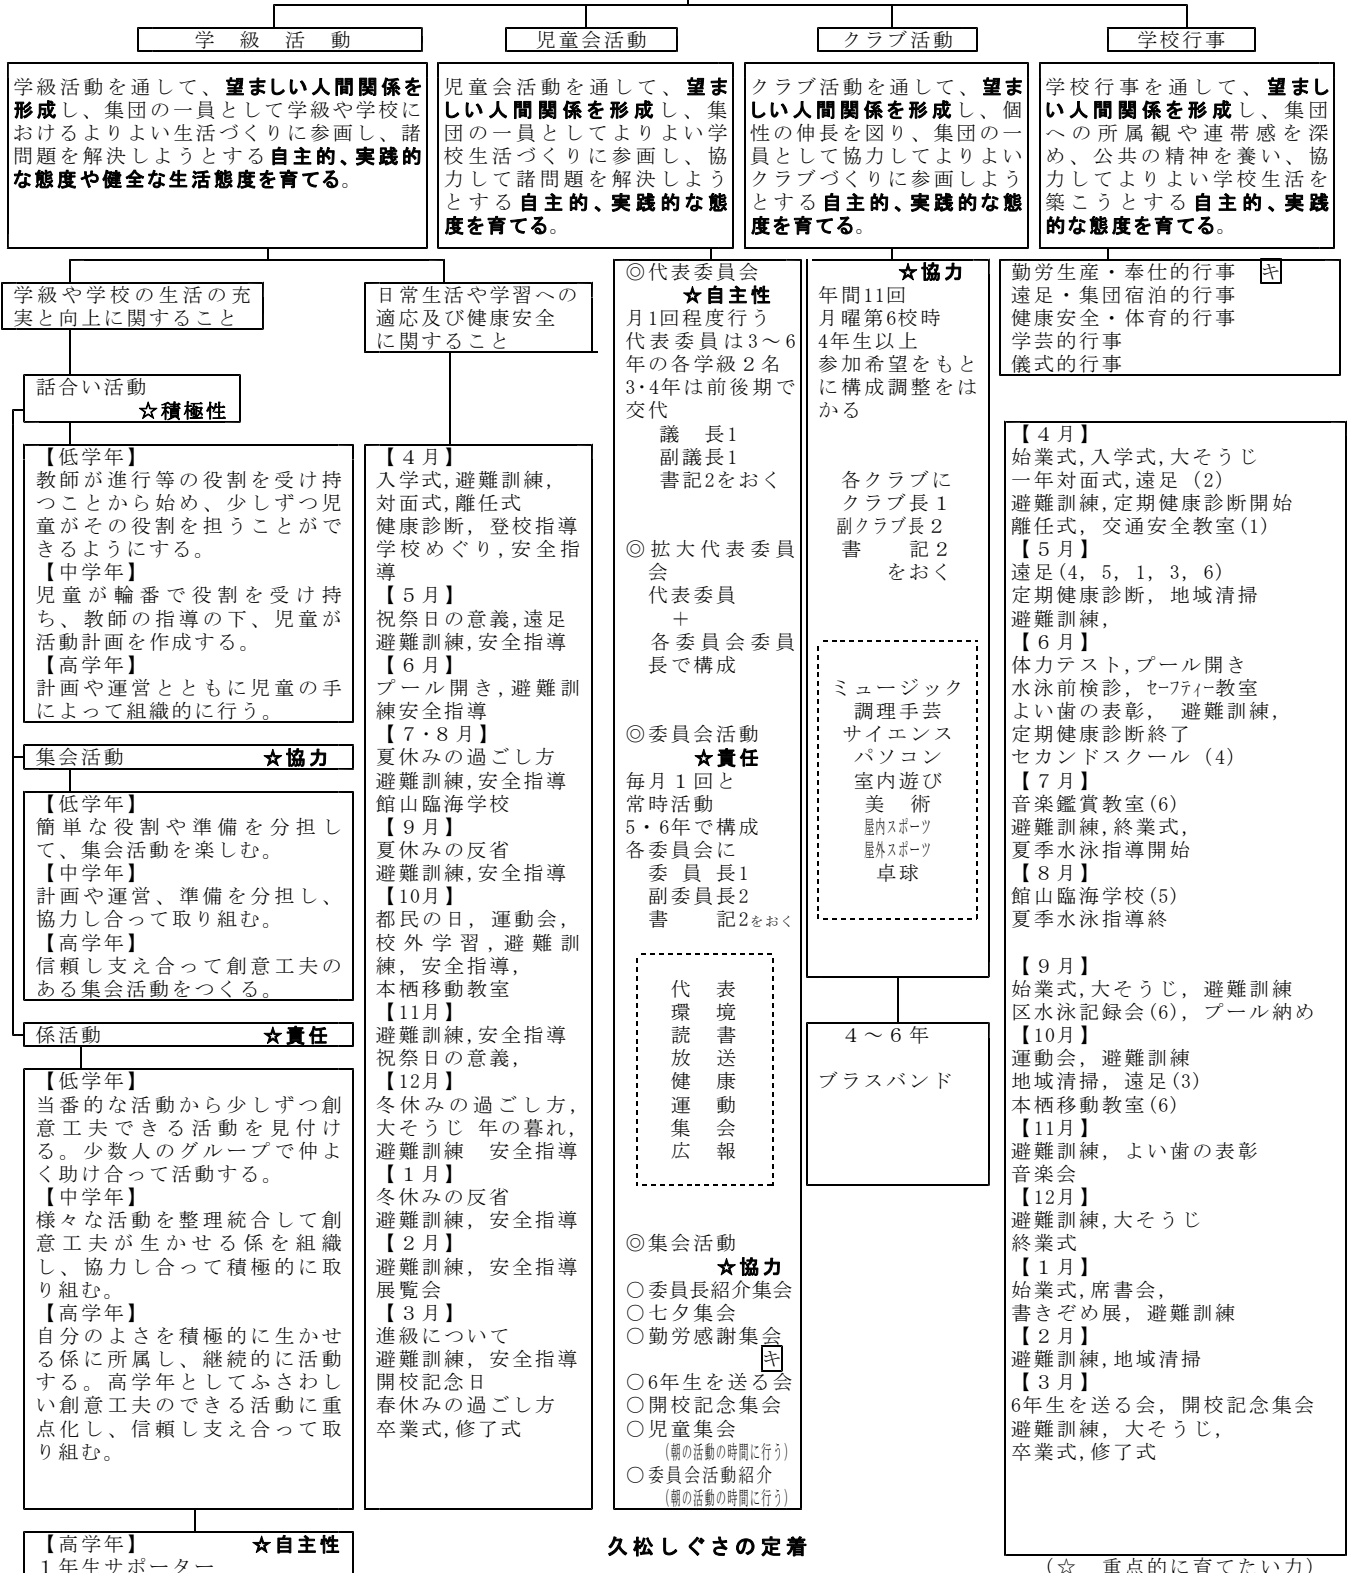 学　級　活　動
児童会活動
クラブ活動
学校行事
学級活動を通して、望ましい人間関係を
形成し、集団の一員として学級や学校に
おけるよりよい生活づくりに参画し、諸
問題を解決しようとする自主的、実践的
な態度や健全な生活態度を育てる。
児童会活動を通して、望ま
しい人間関係を形成し、集
団の一員としてよりよい学
校生活づくりに参画し、協
力して諸問題を解決しよう
とする自主的、実践的な態
度を育てる。
クラブ活動を通して、望ま
しい人間関係を形成し、個
性の伸長を図り、集団の一
員として協力してよりよい
クラブづくりに参画しよう
とする自主的、実践的な態
度を育てる。
学校行事を通して、望まし
い人間関係を形成し、集団
への所属観や連帯感を深
め、公共の精神を養い、協
力してよりよい学校生活を
築こうとする自主的、実践
的な態度を育てる。
学級や学校の生活の充
実と向上に関すること
話合い活動
☆積極性
【低学年】
教師が進行等の役割を受け持
つことから始め、少しずつ児
童がその役割を担うことがで
きるようにする。
【中学年】
児童が輪番で役割を受け持
ち、教師の指導の下、児童が
活動計画を作成する。
【高学年】
計画や運営とともに児童の手
によって組織的に行う。
集会活動　☆協力
【低学年】
簡単な役割や準備を分担し
て、集会活動を楽しむ。
【中学年】
計画や運営、準備を分担し、
協力し合って取り組む。
【高学年】
信頼し支え合って創意工夫の
ある集会活動をつくる。
係活動　☆責任
【低学年】
当番的な活動から少しずつ創
意工夫できる活動を見付け
る。少数人のグループで仲よ
く助け合って活動する。
【中学年】
様々な活動を整理統合して創
意工夫が生かせる係を組織
し、協力し合って積極的に取
り組む。
【高学年】
自分のよさを積極的に生かせ
る係に所属し、継続的に活動
する。高学年としてふさわし
い創意工夫のできる活動に重
点化し、信頼し支え合って取
り組む。
【高学年】　☆自主性
1年生サポーター
日常生活や学習への
適応及び健康安全
に関すること
【４月】
入学式,避難訓練,
対面式,離任式
健康診断, 登校指導
学校めぐり,安全指
導
【５月】
祝祭日の意義,遠足
避難訓練,安全指導
【６月】
プール開き,避難訓
練安全指導
【７・８月】
夏休みの過ごし方
避難訓練,安全指導
館山臨海学校
【９月】
夏休みの反省
避難訓練,安全指導
【10月】
都民の日, 運動会,
校外学習,避難訓
練, 安全指導,
本栖移動教室
【11月】
避難訓練,安全指導
祝祭日の意義,
【12月】
冬休みの過ごし方,
大そうじ 年の暮れ,
避難訓練　安全指導
【１月】
冬休みの反省
避難訓練, 安全指導
【２月】
避難訓練, 安全指導
展覧会
【３月】
進級について
避難訓練, 安全指導
開校記念日
春休みの過ごし方
卒業式,修了式
◎代表委員会
☆自主性
月1回程度行う
代表委員は3～6
年の各学級２名
3･4年は前後期で
交代
議　長1
副議長1
書記2をおく
◎拡大代表委員
会
代表委員
＋
各委員会委員
長で構成
◎委員会活動
☆責任
毎月１回と
常時活動
5・6年で構成
各委員会に
委 員 長1
副委員長2
書　　記2をおく
代　表
環　境
読　書
放　送
健　康
運　動
集　会
広　報
◎集会活動
☆協力
○委員長紹介集会
○七夕集会
○勤労感謝集会
キ
○6年生を送る会
○開校記念集会
○児童集会
(朝の活動の時間に行う)
○委員会活動紹介
(朝の活動の時間に行う)
☆協力
年間11回
月曜第6校時
4年生以上
参加希望をもと
に構成調整をは
かる
各クラブに
クラブ長１
副クラブ長２
書　　記２
をおく
ミュージック
調理手芸
サイエンス
パソコン
室内遊び
美　術
屋内スポーツ
屋外スポーツ
卓球
４～６年
ブラスバンド
勤労生産・奉仕的行事　キ
遠足・集団宿泊的行事
健康安全・体育的行事
学芸的行事
儀式的行事
【４月】
始業式,入学式,大そうじ
一年対面式,遠足 (2)
避難訓練,定期健康診断開始
離任式, 交通安全教室(1)
【５月】
遠足(4, 5, 1, 3, 6)
定期健康診断, 地域清掃
避難訓練,
【６月】
体力テスト,プール開き
水泳前検診, セーフティー教室
よい歯の表彰,　避難訓練,
定期健康診断終了
セカンドスクール (4)
【７月】
音楽鑑賞教室(6)
避難訓練,終業式,
夏季水泳指導開始
【８月】
館山臨海学校(5)
夏季水泳指導終
【９月】
始業式,大そうじ, 避難訓練
区水泳記録会(6), プール納め
【10月】
運動会, 避難訓練
地域清掃, 遠足(3)
本栖移動教室(6)
【11月】
避難訓練, よい歯の表彰
音楽会
【12月】
避難訓練,大そうじ
終業式
【１月】
始業式,席書会,
書きぞめ展, 避難訓練
【２月】
避難訓練,地域清掃
【３月】
6年生を送る会, 開校記念集会
避難訓練, 大そうじ,
卒業式,修了式
久松しぐさの定着
(☆　重点的に育てたい力)